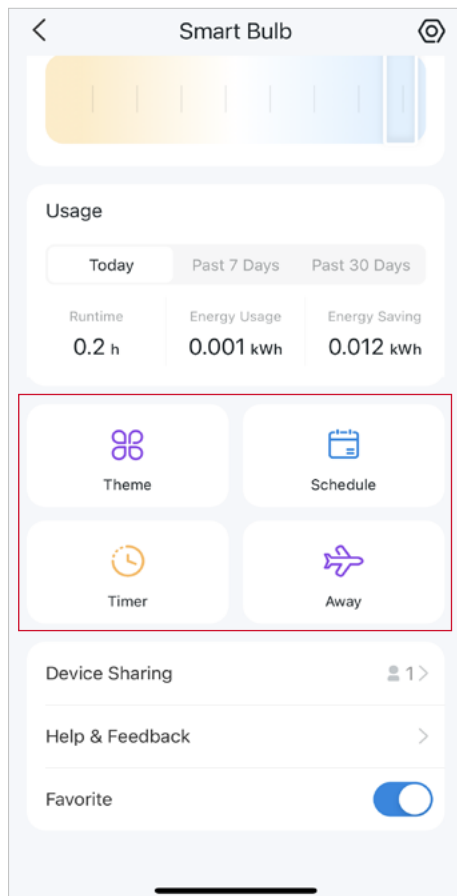 Smart Bulb
Usage
Today Past 7 Days Past 30 Days
Runtime Energy Usage Energy Saving
0.2 h 0.001 kWh 0.012 kWh
Theme Schedule
Timer Away
Device Sharing 1
Help & Feedback
Favorite